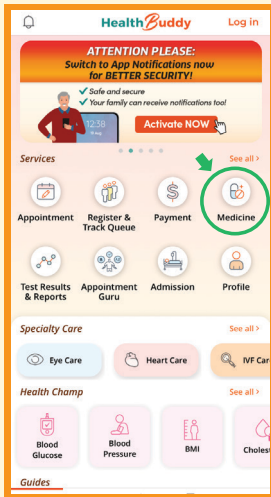 HealthBuddy
Log in
ATTENTION PLEASE:
Switch to App Notifications now
for BETTER SECURITY!
Safe and secure
Your family can receive notifications too!
12:38
Activate NOW
Services
See all >
Appointment
Register &
Track Queue
Payment
Medicine
Test Results
& Reports
Appointment
Guru
Admission
Profile
Specialty Care
See all >
Eye Care
Heart Care
IVF Car
Health Champ
See all >
Blood
Glucose
Blood
Pressure
BMI
Cholest
Guides